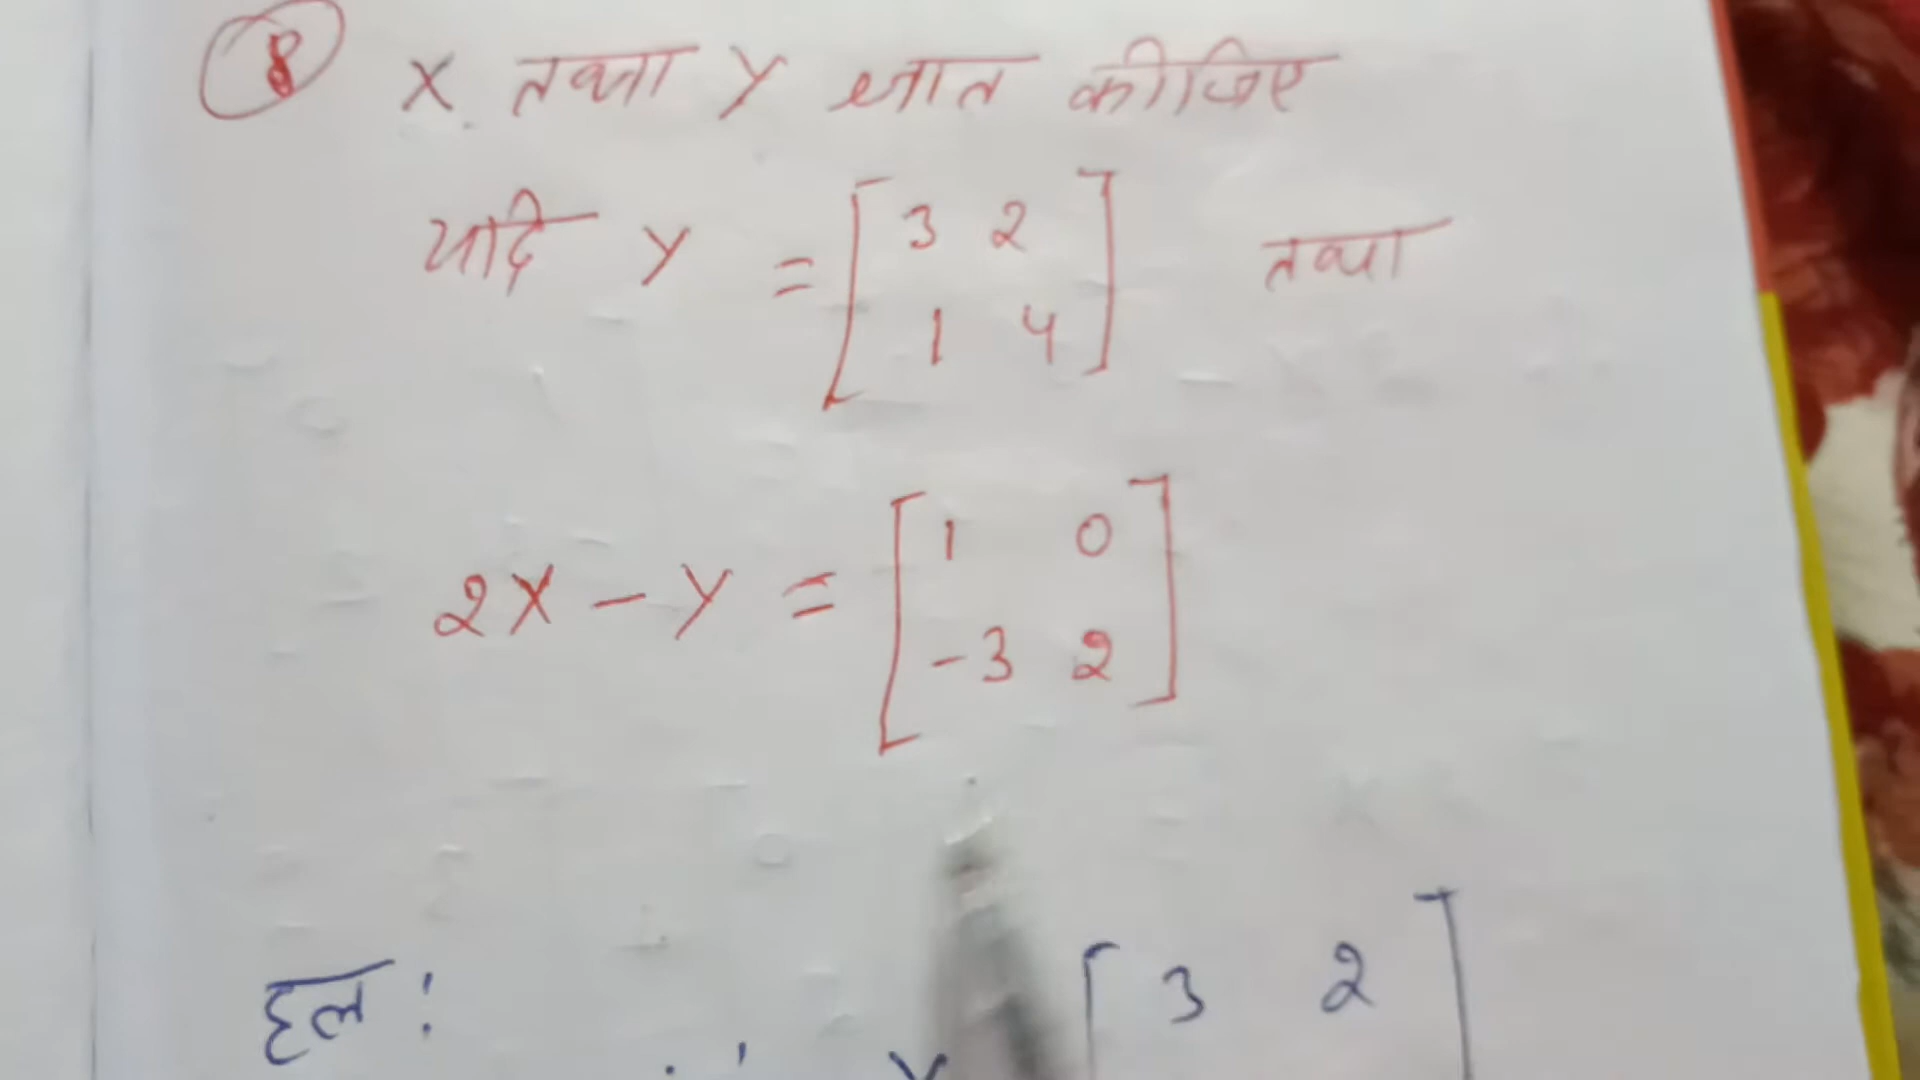 8 X तथा Y ज्ञात कीजिए
यदि Y = [ 3 2
1 4 ] तथा
2X - Y = [ 1 0
-3 2 ]
हल :
∵ Y [ 3 2 ]